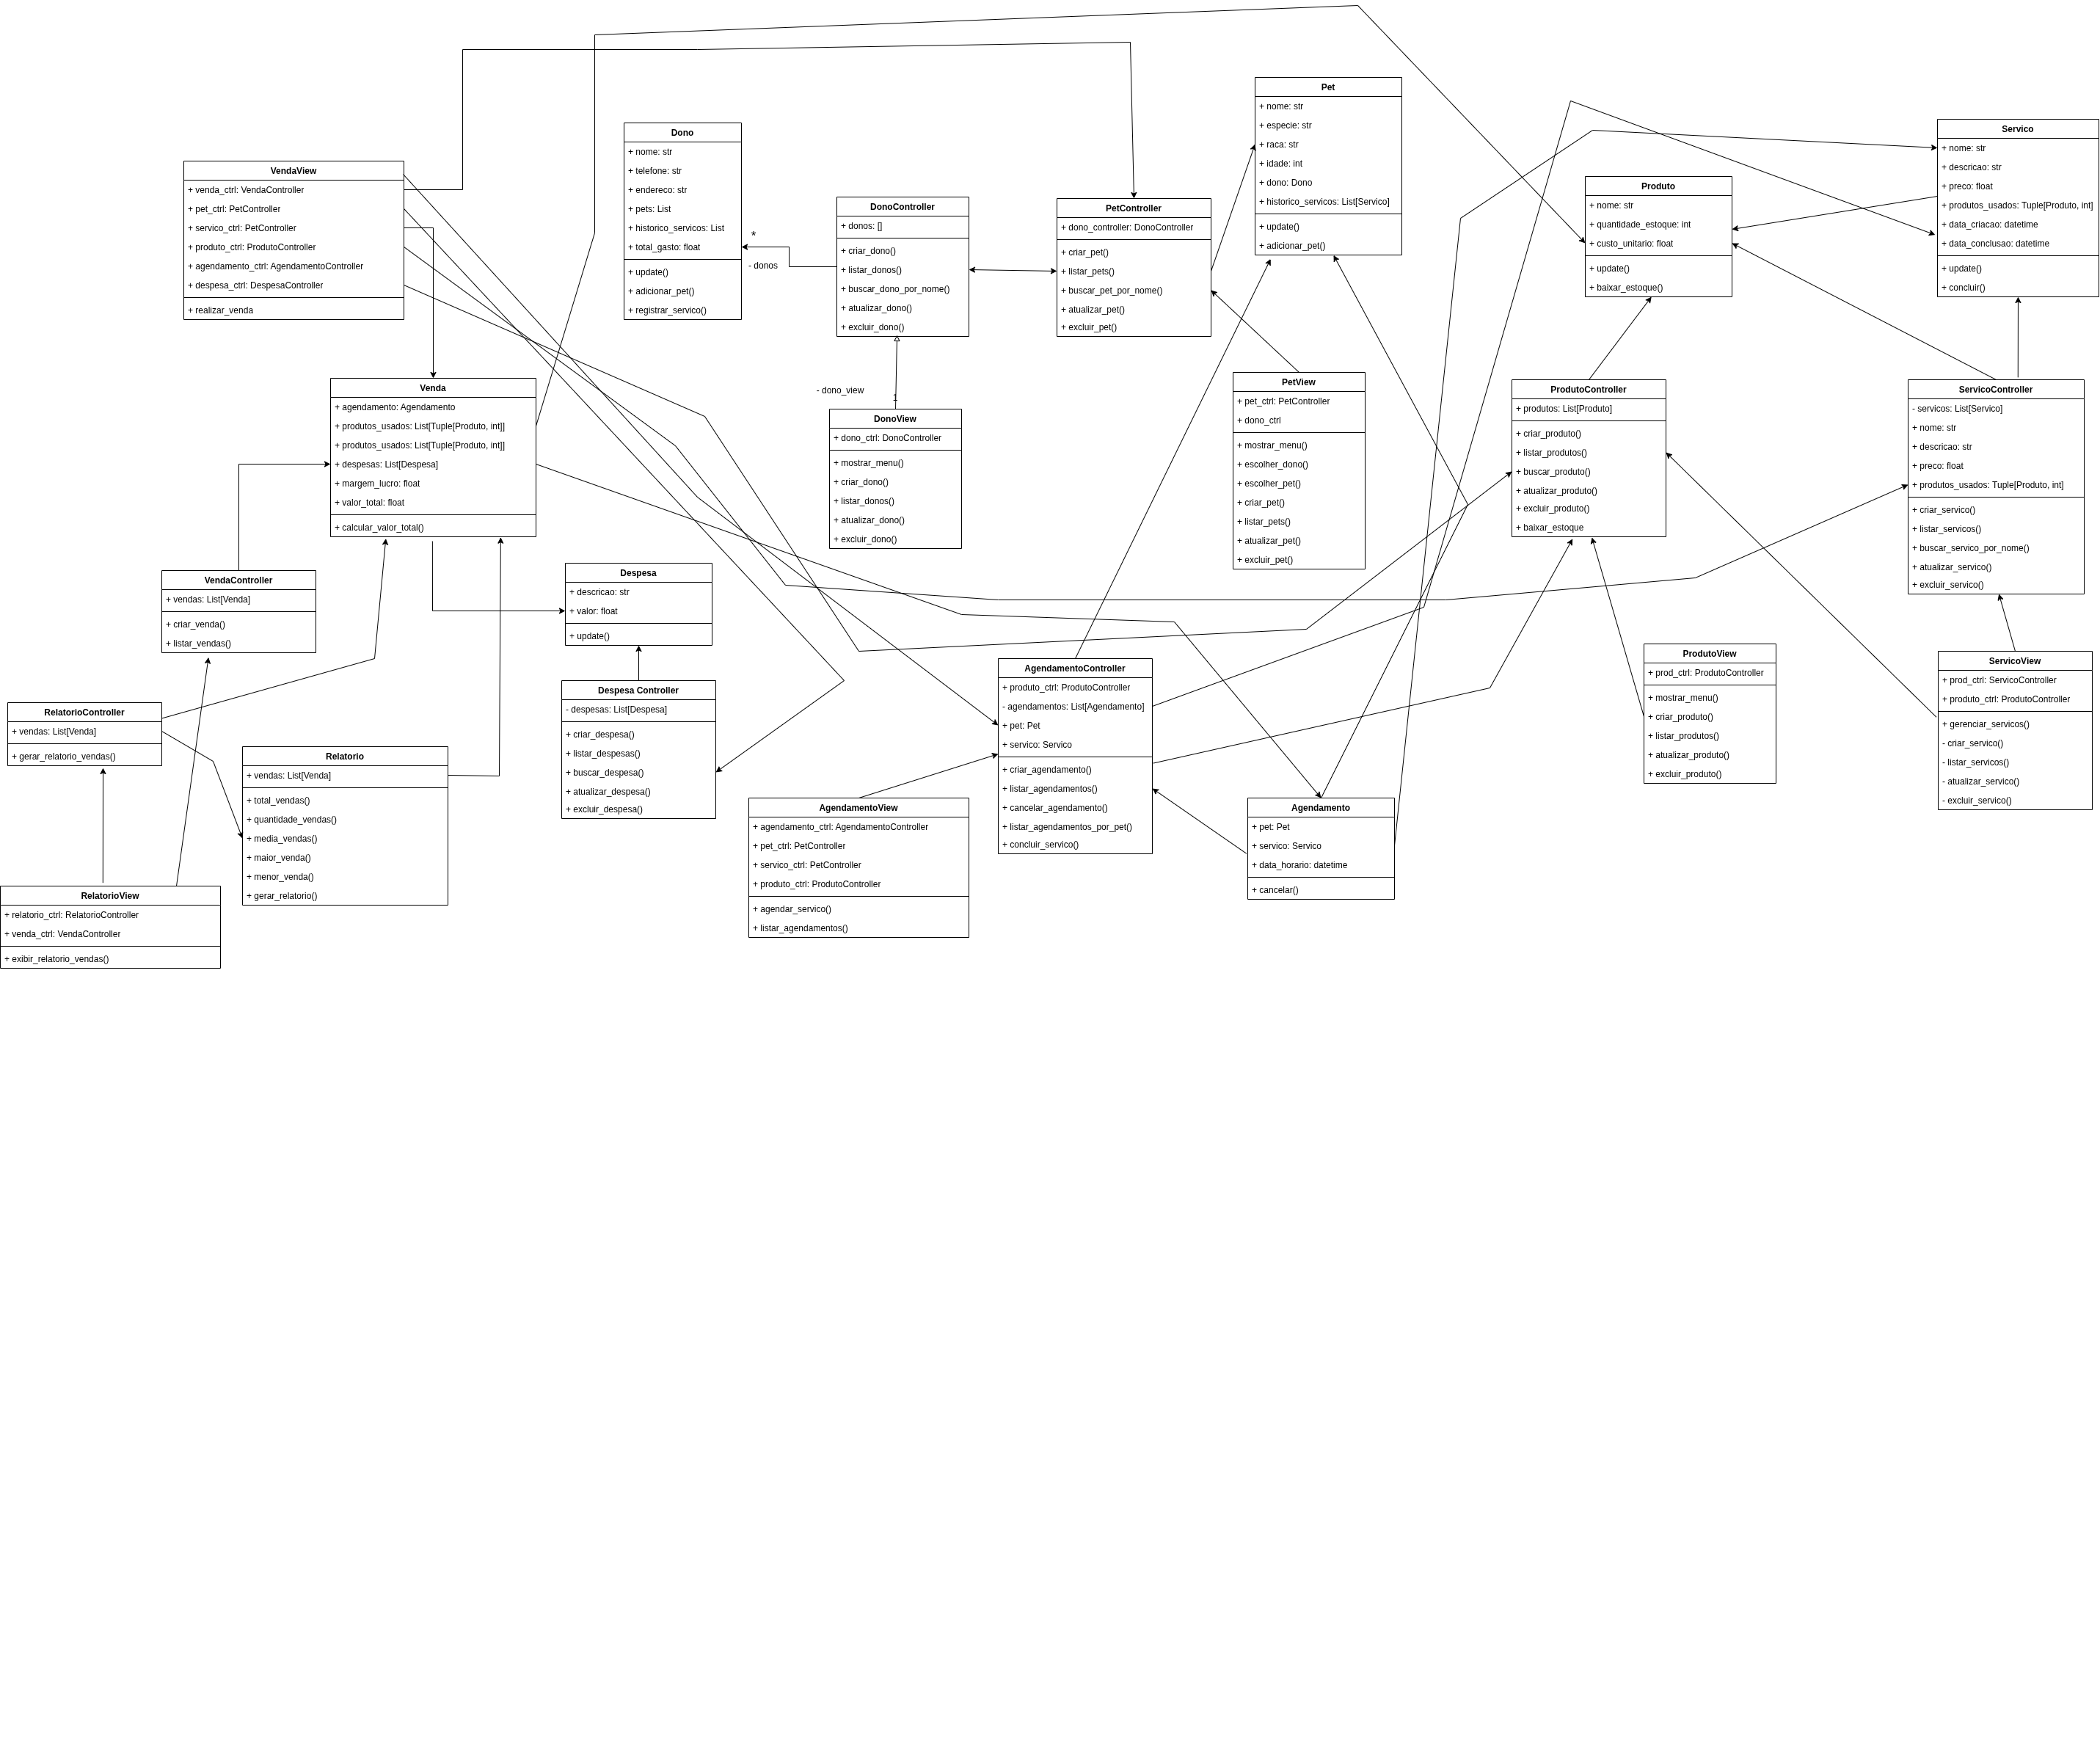 Pet
+ nome: str
+ especie: str
+ raca: str
+ idade: int
+ dono: Dono
+ historico_servicos: List[Servico]
+ update()
+ adicionar_pet()
Servico
+ nome: str
+ descricao: str
+ preco: float
+ produtos_usados: Tuple[Produto, int]
+ data_criacao: datetime
+ data_conclusao: datetime
+ update()
+ concluir()
Dono
+ nome: str
+ telefone: str
+ endereco: str
+ pets: List
+ historico_servicos: List
+ total_gasto: float
+ update()
+ adicionar_pet()
+ registrar_servico()
VendaView
+ venda_ctrl: VendaController
+ pet_ctrl: PetController
+ servico_ctrl: PetController
+ produto_ctrl: ProdutoController
+ agendamento_ctrl: AgendamentoController
+ despesa_ctrl: DespesaController
+ realizar_venda
*
- donos
DonoController
+ donos: []
+ criar_dono()
+ listar_donos()
+ buscar_dono_por_nome()
+ atualizar_dono()
+ excluir_dono()
PetController
+ dono_controller: DonoController
+ criar_pet()
+ listar_pets()
+ buscar_pet_por_nome()
+ atualizar_pet()
+ excluir_pet()
Produto
+ nome: str
+ quantidade_estoque: int
+ custo_unitario: float
+ update()
+ baixar_estoque()
Venda
+ agendamento: Agendamento
+ produtos_usados: List[Tuple[Produto, int]]
+ produtos_usados: List[Tuple[Produto, int]]
+ despesas: List[Despesa]
+ margem_lucro: float
+ valor_total: float
+ calcular_valor_total()
- dono_view
1
DonoView
+ dono_ctrl: DonoController
+ mostrar_menu()
+ criar_dono()
+ listar_donos()
+ atualizar_dono()
+ excluir_dono()
PetView
+ pet_ctrl: PetController
+ dono_ctrl
+ mostrar_menu()
+ escolher_dono()
+ escolher_pet()
+ criar_pet()
+ listar_pets()
+ atualizar_pet()
+ excluir_pet()
ProdutoController
+ produtos: List[Produto]
+ criar_produto()
+ listar_produtos()
+ buscar_produto()
+ atualizar_produto()
+ excluir_produto()
+ baixar_estoque
ServicoController
- servicos: List[Servico]
+ nome: str
+ descricao: str
+ preco: float
+ produtos_usados: Tuple[Produto, int]
+ criar_servico()
+ listar_servicos()
+ buscar_servico_por_nome()
+ atualizar_servico()
+ excluir_servico()
VendaController
+ vendas: List[Venda]
+ criar_venda()
+ listar_vendas()
Despesa
+ descricao: str
+ valor: float
+ update()
Despesa Controller
- despesas: List[Despesa]
+ criar_despesa()
+ listar_despesas()
+ buscar_despesa()
+ atualizar_despesa()
+ excluir_despesa()
AgendamentoController
+ produto_ctrl: ProdutoController
- agendamentos: List[Agendamento]
+ pet: Pet
+ servico: Servico
+ criar_agendamento()
+ listar_agendamentos()
+ cancelar_agendamento()
+ listar_agendamentos_por_pet()
+ concluir_servico()
ProdutoView
+ prod_ctrl: ProdutoController
+ mostrar_menu()
+ criar_produto()
+ listar_produtos()
+ atualizar_produto()
+ excluir_produto()
ServicoView
+ prod_ctrl: ServicoController
+ produto_ctrl: ProdutoController
+ gerenciar_servicos()
- criar_servico()
- listar_servicos()
- atualizar_servico()
- excluir_servico()
RelatorioController
+ vendas: List[Venda]
+ gerar_relatorio_vendas()
Relatorio
+ vendas: List[Venda]
+ total_vendas()
+ quantidade_vendas()
+ media_vendas()
+ maior_venda()
+ menor_venda()
+ gerar_relatorio()
AgendamentoView
+ agendamento_ctrl: AgendamentoController
+ pet_ctrl: PetController
+ servico_ctrl: PetController
+ produto_ctrl: ProdutoController
+ agendar_servico()
+ listar_agendamentos()
Agendamento
+ pet: Pet
+ servico: Servico
+ data_horario: datetime
+ cancelar()
RelatorioView
+ relatorio_ctrl: RelatorioController
+ venda_ctrl: VendaController
+ exibir_relatorio_vendas()